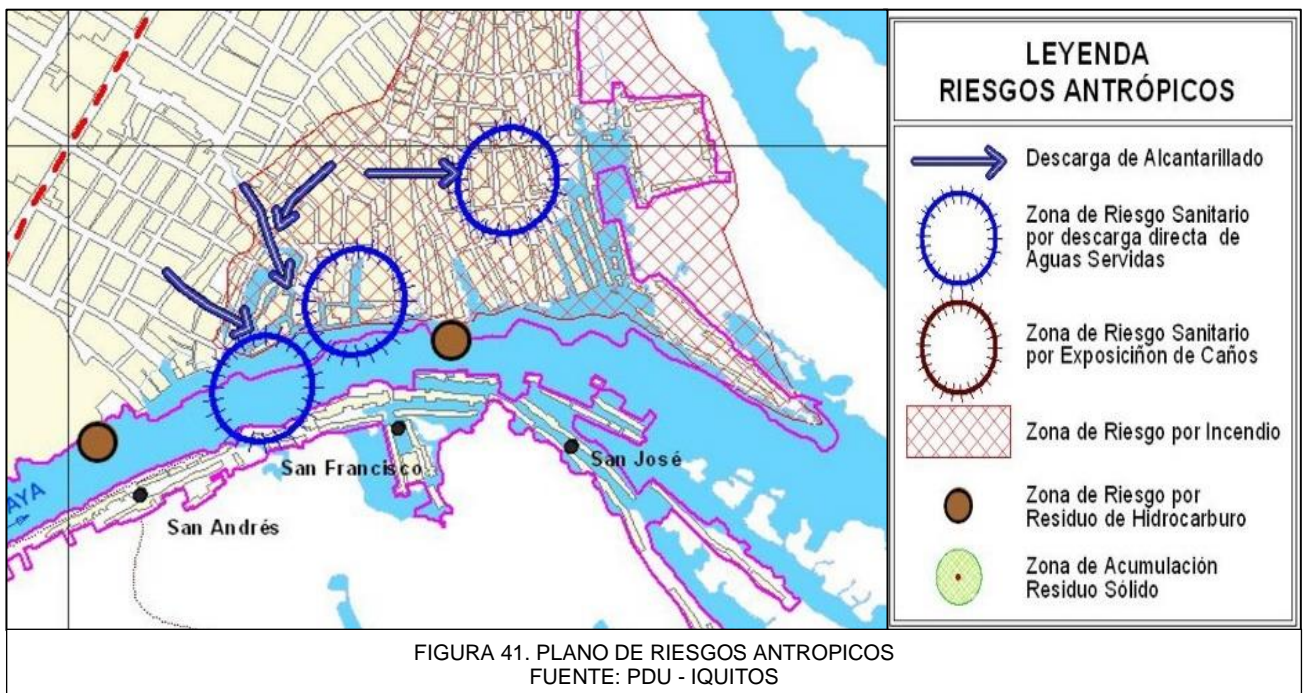 AYA
San Andrés
San Francisco
San José
LEYENDA
RIESGOS ANTRÓPICOS
Descarga de Alcantarillado
Zona de Riesgo Sanitario
por descarga directa de
Aguas Servidas
Zona de Riesgo Sanitario
por Exposiciñon de Caños
Zona de Riesgo por Incendio
Zona de Riesgo por
Residuo de Hidrocarburo
Zona de Acumulación
Residuo Sólido
FIGURA 41. PLANO DE RIESGOS ANTROPICOS
FUENTE: PDU - IQUITOS